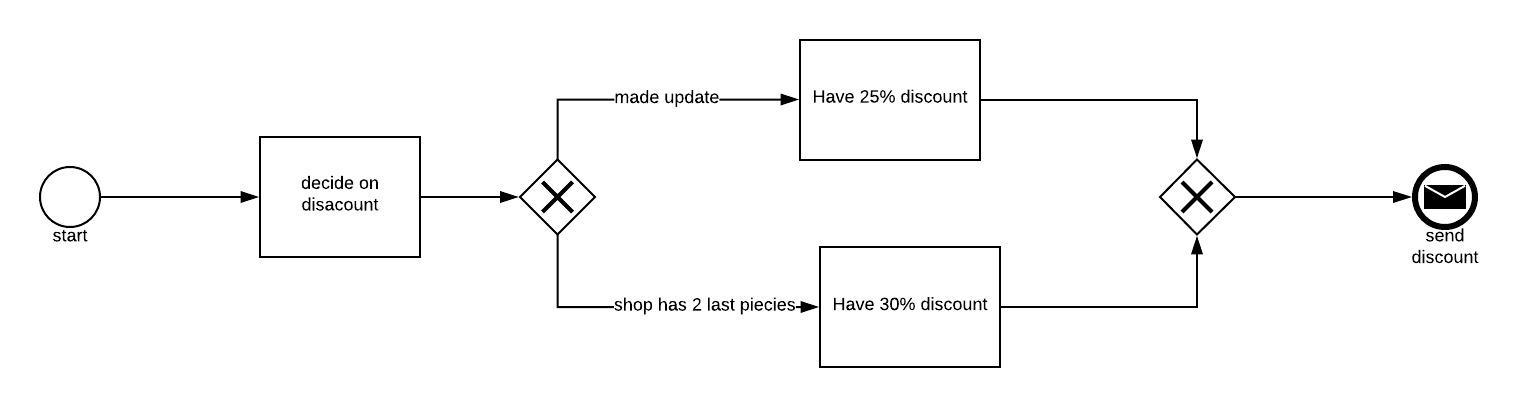 start
decide on
disacount
made update
Have 25% discount
shop has 2 last piecies
Have 30% discount
send
discount